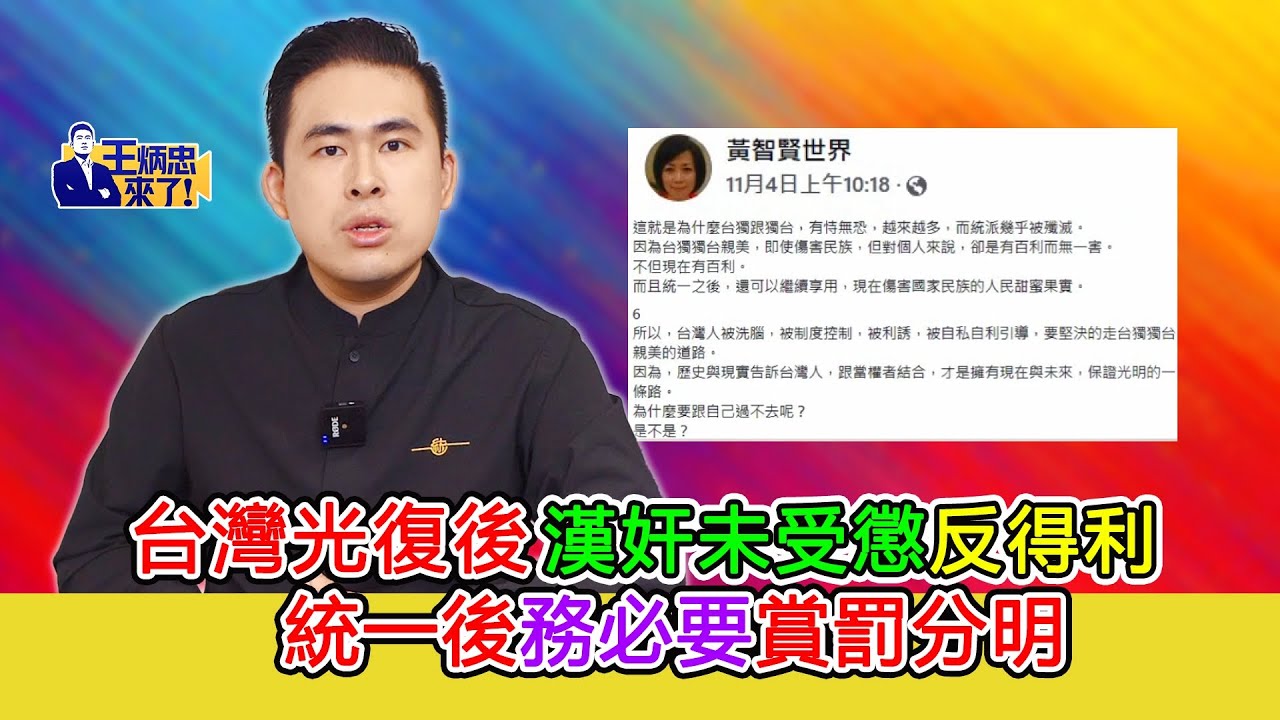 王炳忠
來了!
黃智賢世界
11月4日上午10:18 ·
這就是為什麼台獨跟獨台，有恃無恐，越來越多，而統派幾乎被殲滅。
因為台獨獨台親美，即使傷害民族，但對個人來說，卻是有百利而無一害。
不但現在有百利。
而且統一之後，還可以繼續享用，現在傷害國家民族的人民甜蜜果實。
6
所以，台灣人被洗腦，被制度控制，被利誘，被自私自利引導，要堅決的走台獨獨台
親美的道路。
因為，歷史與現實告訴台灣人，跟當權者結合，才是擁有現在與未來，保證光明的一
條路。
為什麼要跟自己過不去呢？
是不是？
RØDE
台灣光復後 漢奸未受懲反得利
統一後務必要賞罰分明